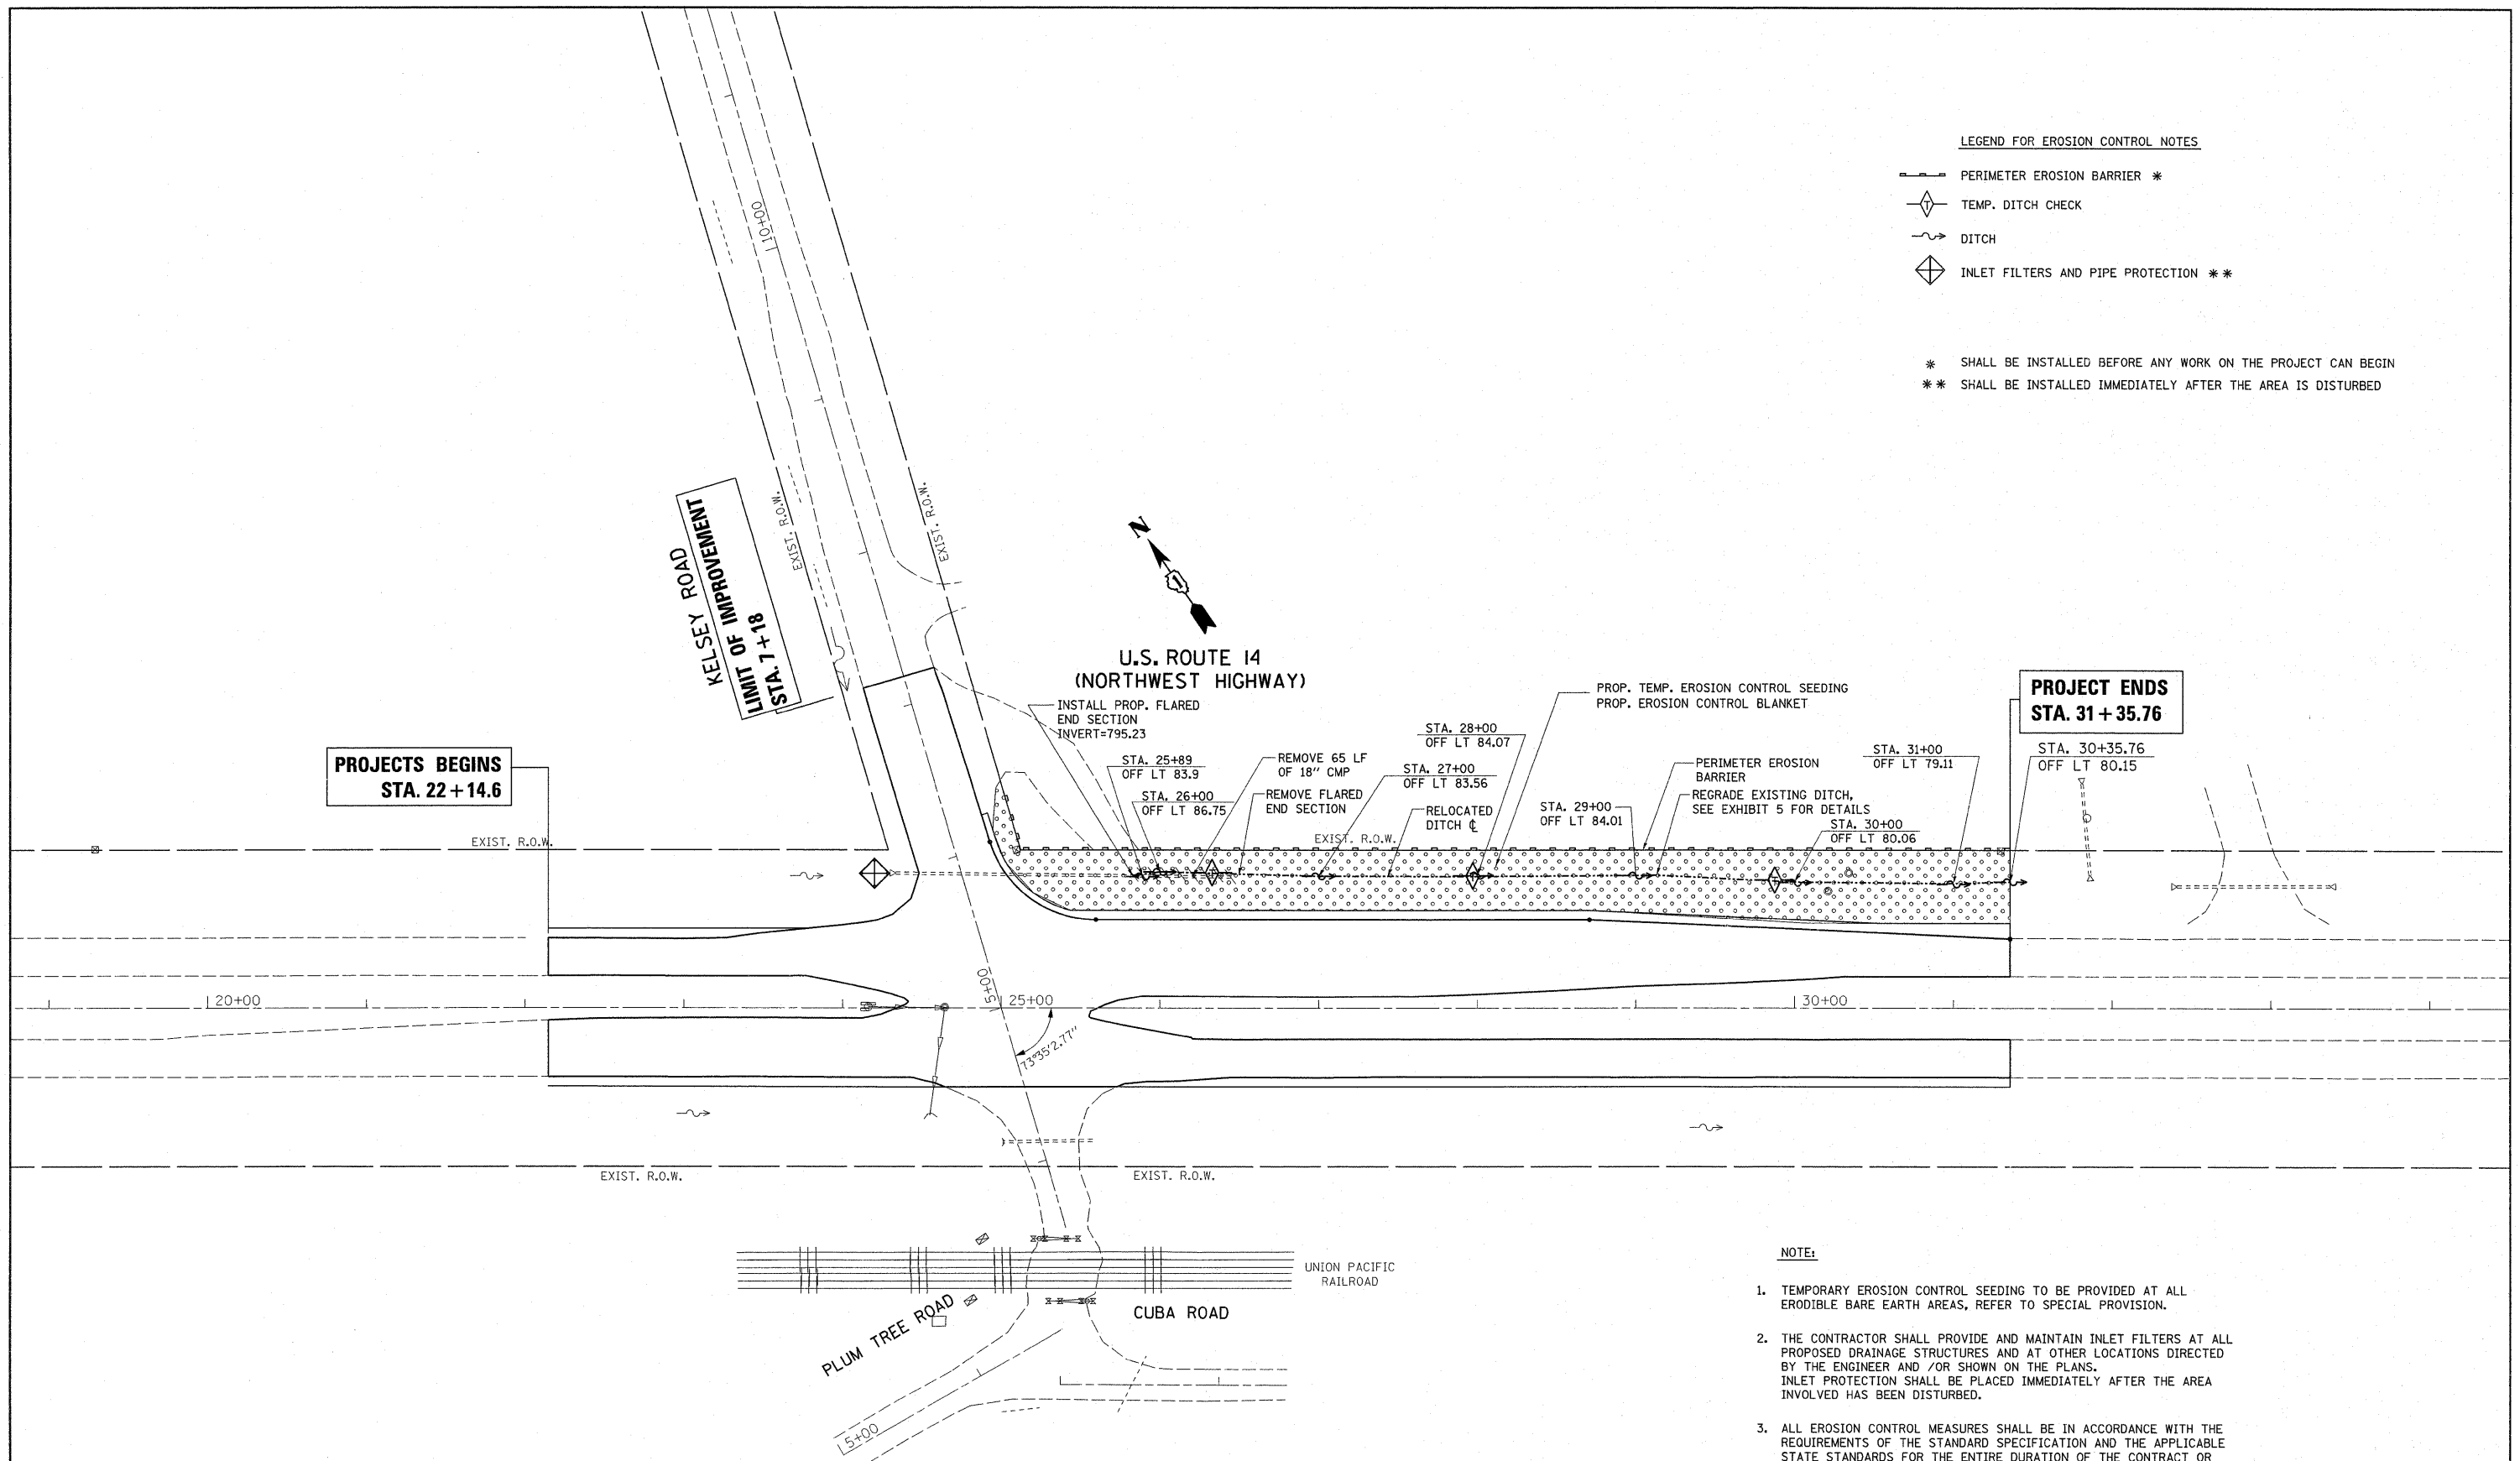 LEGEND FOR EROSION CONTROL NOTES
PERIMETER EROSION BARRIER *
T
TEMP. DITCH CHECK
DITCH
INLET FILTERS AND PIPE PROTECTION **
* SHALL BE INSTALLED BEFORE ANY WORK ON THE PROJECT CAN BEGIN
** SHALL BE INSTALLED IMMEDIATELY AFTER THE AREA IS DISTURBED
10+00
EXIST. R.O.W.
EXIST. R.O.W.
KELSEY ROAD
LIMIT OF IMPROVEMENT
STA. 7+18
N
1
U.S. ROUTE 14
(NORTHWEST HIGHWAY)
INSTALL PROP. FLARED
END SECTION
INVERT=795.23
PROP. TEMP. EROSION CONTROL SEEDING
PROP. EROSION CONTROL BLANKET
PROJECT ENDS
STA. 31+35.76
STA. 28+00
OFF LT 84.07
STA. 31+00
OFF LT 79.11
STA. 30+35.76
OFF LT 80.15
PROJECTS BEGINS
STA. 22+14.6
STA. 25+89
OFF LT 83.9
REMOVE 65 LF
OF 18" CMP
STA. 27+00
OFF LT 83.56
PERIMETER EROSION
BARRIER
STA. 26+00
OFF LT 86.75
REMOVE FLARED
END SECTION
RELOCATED
DITCH ℄
STA. 29+00
OFF LT 84.01
REGRADE EXISTING DITCH,
SEE EXHIBIT 5 FOR DETAILS
STA. 30+00
OFF LT 80.06
EXIST. R.O.W.
EXIST. R.O.W.
20+00
5+00
25+00
30+00
73°35'2.77"
EXIST. R.O.W.
EXIST. R.O.W.
UNION PACIFIC
RAILROAD
PLUM TREE ROAD
CUBA ROAD
5+00
NOTE:
1. TEMPORARY EROSION CONTROL SEEDING TO BE PROVIDED AT ALL
ERODIBLE BARE EARTH AREAS, REFER TO SPECIAL PROVISION.
2. THE CONTRACTOR SHALL PROVIDE AND MAINTAIN INLET FILTERS AT ALL
PROPOSED DRAINAGE STRUCTURES AND AT OTHER LOCATIONS DIRECTED
BY THE ENGINEER AND /OR SHOWN ON THE PLANS.
INLET PROTECTION SHALL BE PLACED IMMEDIATELY AFTER THE AREA
INVOLVED HAS BEEN DISTURBED.
3. ALL EROSION CONTROL MEASURES SHALL BE IN ACCORDANCE WITH THE
REQUIREMENTS OF THE STANDARD SPECIFICATION AND THE APPLICABLE
STATE STANDARDS FOR THE ENTIRE DURATION OF THE CONTRACT OR